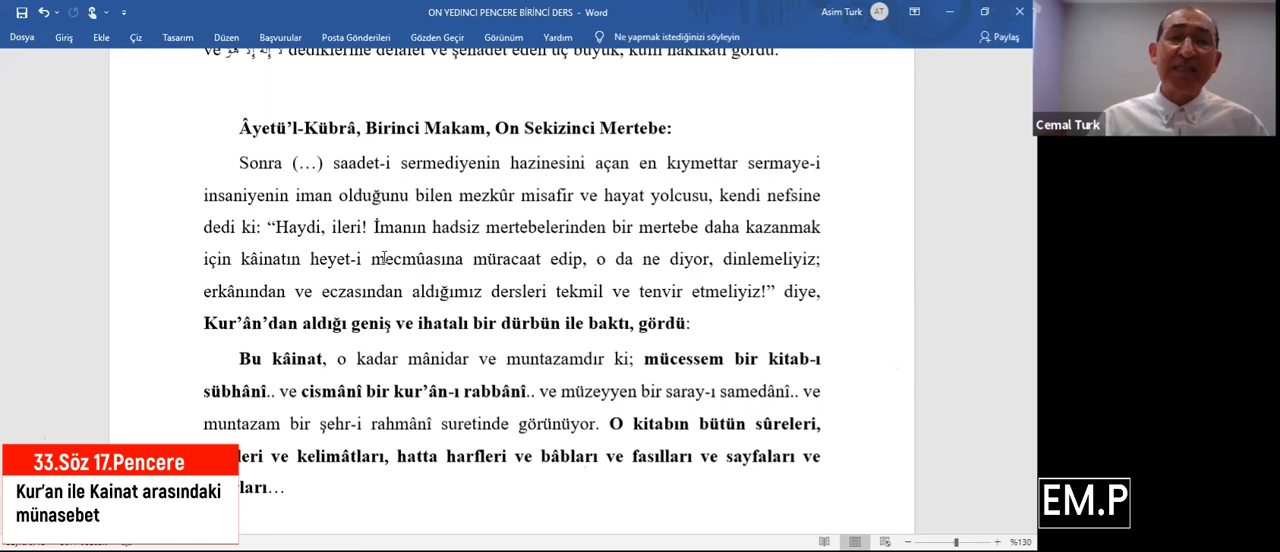 ON YEDINCI PENCERE BİRİNCİ DERS - Word
Asim Turk AT
Dosya Giriş Ekle Çiz Tasarım Düzen Başvurular Posta Gönderileri Gözden Geçir Görünüm Yardım Ne yapmak istediğinizi söyleyin Paylaş
dediklerine delâlet ve şehadet eden üç büyük, küllî hakikati gördü.
Âyetü’l-Kübrâ, Birinci Makam, On Sekizinci Mertebe:
Sonra (…) saadet-i sermediyenin hazinesini açan en kıymettar sermaye-i
insaniyenin iman olduğunu bilen mezkûr misafir ve hayat yolcusu, kendi nefsine
dedi ki: “Haydi, ileri! İmanın hadsiz mertebelerinden bir mertebe daha kazanmak
için kâinatın heyet-i mecmûasına müracaat edip, o da ne diyor, dinlemeliyiz;
erkânından ve eczasından aldığımız dersleri tekmil ve tenvir etmeliyiz!” diye,
Kur’ân’dan aldığı geniş ve ihatalı bir dürbün ile baktı, gördü:
Bu kâinat, o kadar mânidar ve muntazamdır ki; mücessem bir kitab-ı
sübhânî.. ve cismânî bir kur’ân-ı rabbânî.. ve müzeyyen bir saray-ı samedânî.. ve
muntazam bir şehr-i rahmânî suretinde görünüyor. O kitabın bütün sûreleri,
ve kelimâtları, hatta harfleri ve bâbları ve fasılları ve sayfaları ve
%130
Cemal Turk
33.Söz 17.Pencere
Kur'an ile Kainat arasındaki
münasebet
EM.P